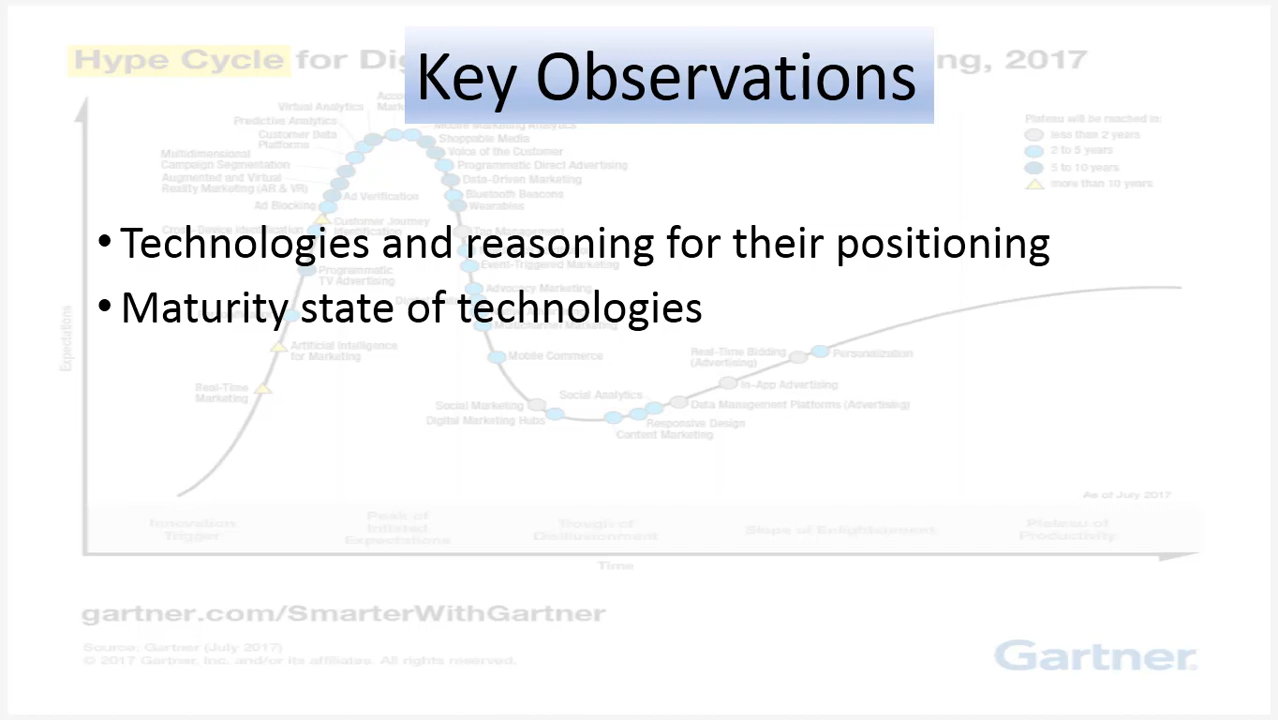 Hype Cycle for Di
ng, 2017
Key Observations
Virtual Analytics
Predictive Analytics
Customer Data
Platforms
Multidimensional
Campaign Segmentation
Augmented and Virtual
Reality Marketing (AR & VR)
Ad Blocking
Ad Verification
Customer Journey
Shoppable Media
Voice of the Customer
Programmatic Direct Advertising
Data-Driven Marketing
Bluetooth Beacons
Wearables
Plateau will be reached in:
less than 2 years
2 to 5 years
5 to 10 years
more than 10 years
• Technologies and reasoning for their positioning
Event-Triggered Marketing
Programmatic
TV Advertising
Advocacy Marketing
• Maturity state of technologies
Expectations
Artificial Intelligence
for Marketing
Real-Time
Marketing
Mobile Commerce
Social Marketing
Digital Marketing Hubs
Social Analytics
Content Marketing
Responsive Design
Data Management Platforms (Advertising)
In-App Advertising
Real-Time Bidding
(Advertising)
Personalization
As of July 2017
Innovation
Trigger
Peak of
Inflated
Expectations
Trough of
Disillusionment
Slope of Enlightenment
Plateau of
Productivity
Time
gartner.com/SmarterWithGartner
Source: Gartner (July 2017)
© 2017 Gartner, Inc. and/or its affiliates. All rights reserved.
Gartner.